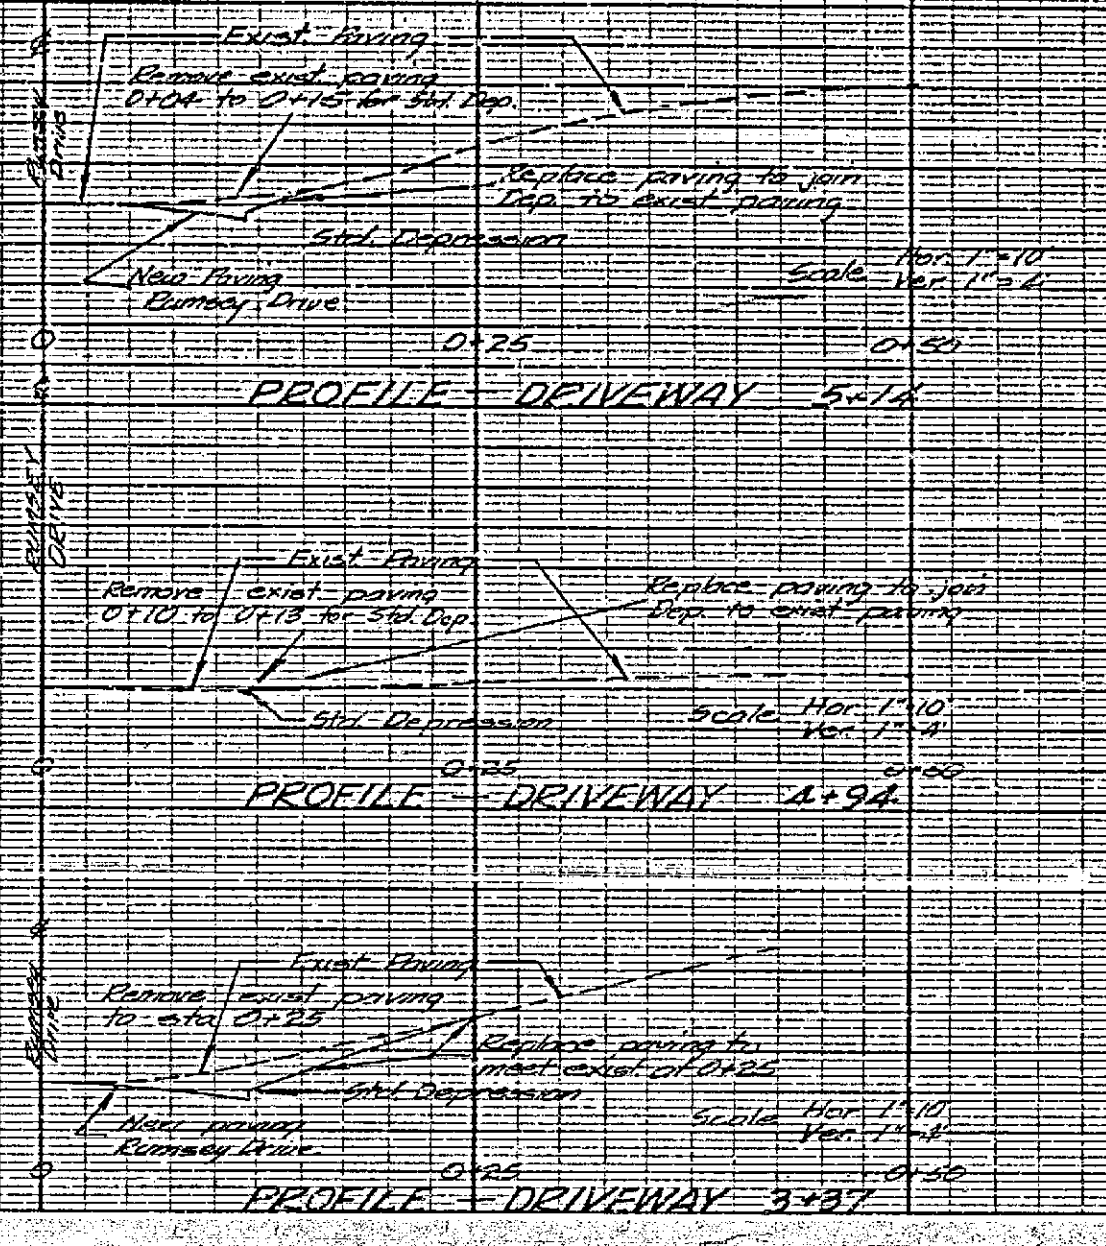 Exist. Paving
Remove exist paving
0+04 to 0+15 for Std. Dep.
Drive
Replace paving to join
Dep. to exist paving
Std. Depression
New Paving
Rumsey Drive
Scale Hor. 1"=10'
Ver. 1"=4'
0 0+25 0+50
PROFILE - DRIVEWAY 5+14
RUMSEY
DRIVE
Exist Paving
Remove exist paving
0+10 to 0+13 for Std. Dep.
Replace paving to join
Dep. to exist paving
Std. Depression
Scale Hor 1"=10'
Ver. 1"=4'
0 0+25 0+50
PROFILE - DRIVEWAY 4+94
Rumsey
Drive
Exist Paving
Remove exist paving
to sta 0+25
Replace paving to
meet exist at 0+25
Std. Depression
New paving
Rumsey Drive
Scale Hor 1"=10'
Ver. 1"=4'
0 0+25 0+50
PROFILE - DRIVEWAY 3+37